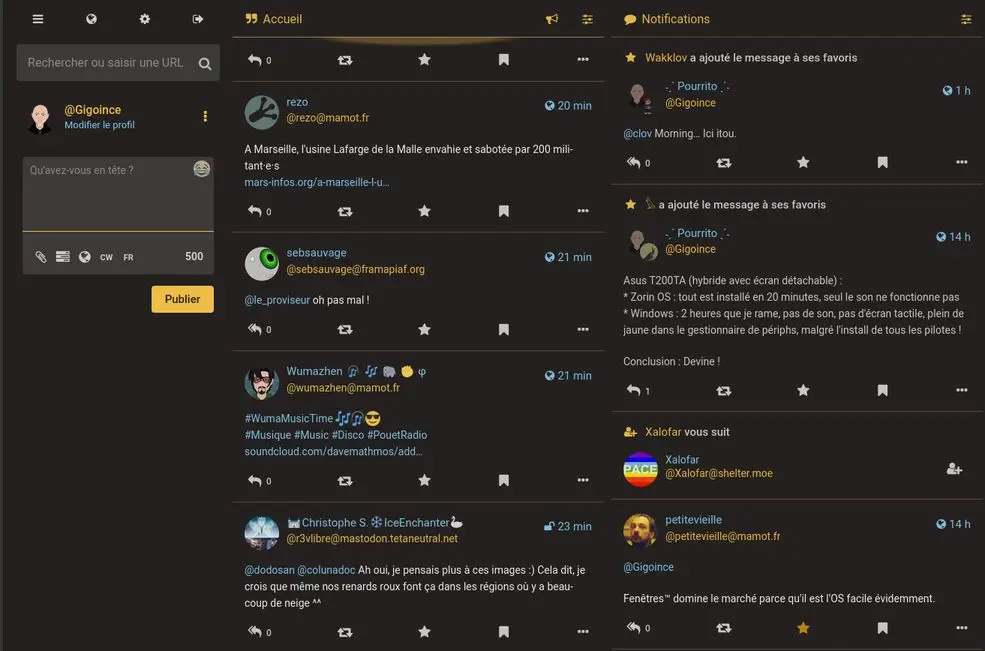 Rechercher ou saisir une URL
@Gigoince
Modifier le profil
Qu'avez-vous en tête ?
CW FR 500
Publier
Accueil
0
rezo
20 min
@rezo@mamot.fr
A Marseille, l'usine Lafarge de la Malle envahie et sabotée par 200 mili-
tant·e·s
mars-infos.org/a-marseille-l-u…
0
sebsauvage
21 min
@sebsauvage@framapiaf.org
@le_proviseur oh pas mal !
0
Wumazhen 🎧 🎶 🐘 ✊ φ
21 min
@wumazhen@mamot.fr
#WumaMusicTime 🎶🎧😎
#Musique #Music #Disco #PouetRadio
soundcloud.com/davemathmos/add…
0
🏰Christophe S. ❄IceEnchanter🦢
23 min
@r3vlibre@mastodon.tetaneutral.net
@dodosan @colunadoc Ah oui, je pensais plus à ces images :) Cela dit, je
crois que même nos renards roux font ça dans les régions où y a beau-
coup de neige ^^
0
Notifications
Wakklov a ajouté le message à ses favoris
-ˏˋ Pourrito ˊˎ-
1 h
@Gigoince
@clov Morning… Ici itou.
0
a ajouté le message à ses favoris
-ˏˋ Pourrito ˊˎ-
14 h
@Gigoince
Asus T200TA (hybride avec écran détachable) :
* Zorin OS : tout est installé en 20 minutes, seul le son ne fonctionne pas
* Windows : 2 heures que je rame, pas de son, pas d'écran tactile, plein de
jaune dans le gestionnaire de périphs, malgré l'install de tous les pilotes !
Conclusion : Devine !
1
Xalofar vous suit
PACE
Xalofar
@Xalofar@shelter.moe
petitevieille
14 h
@petitevieille@mamot.fr
@Gigoince
Fenêtres™ domine le marché parce qu'il est l'OS facile évidemment.
0